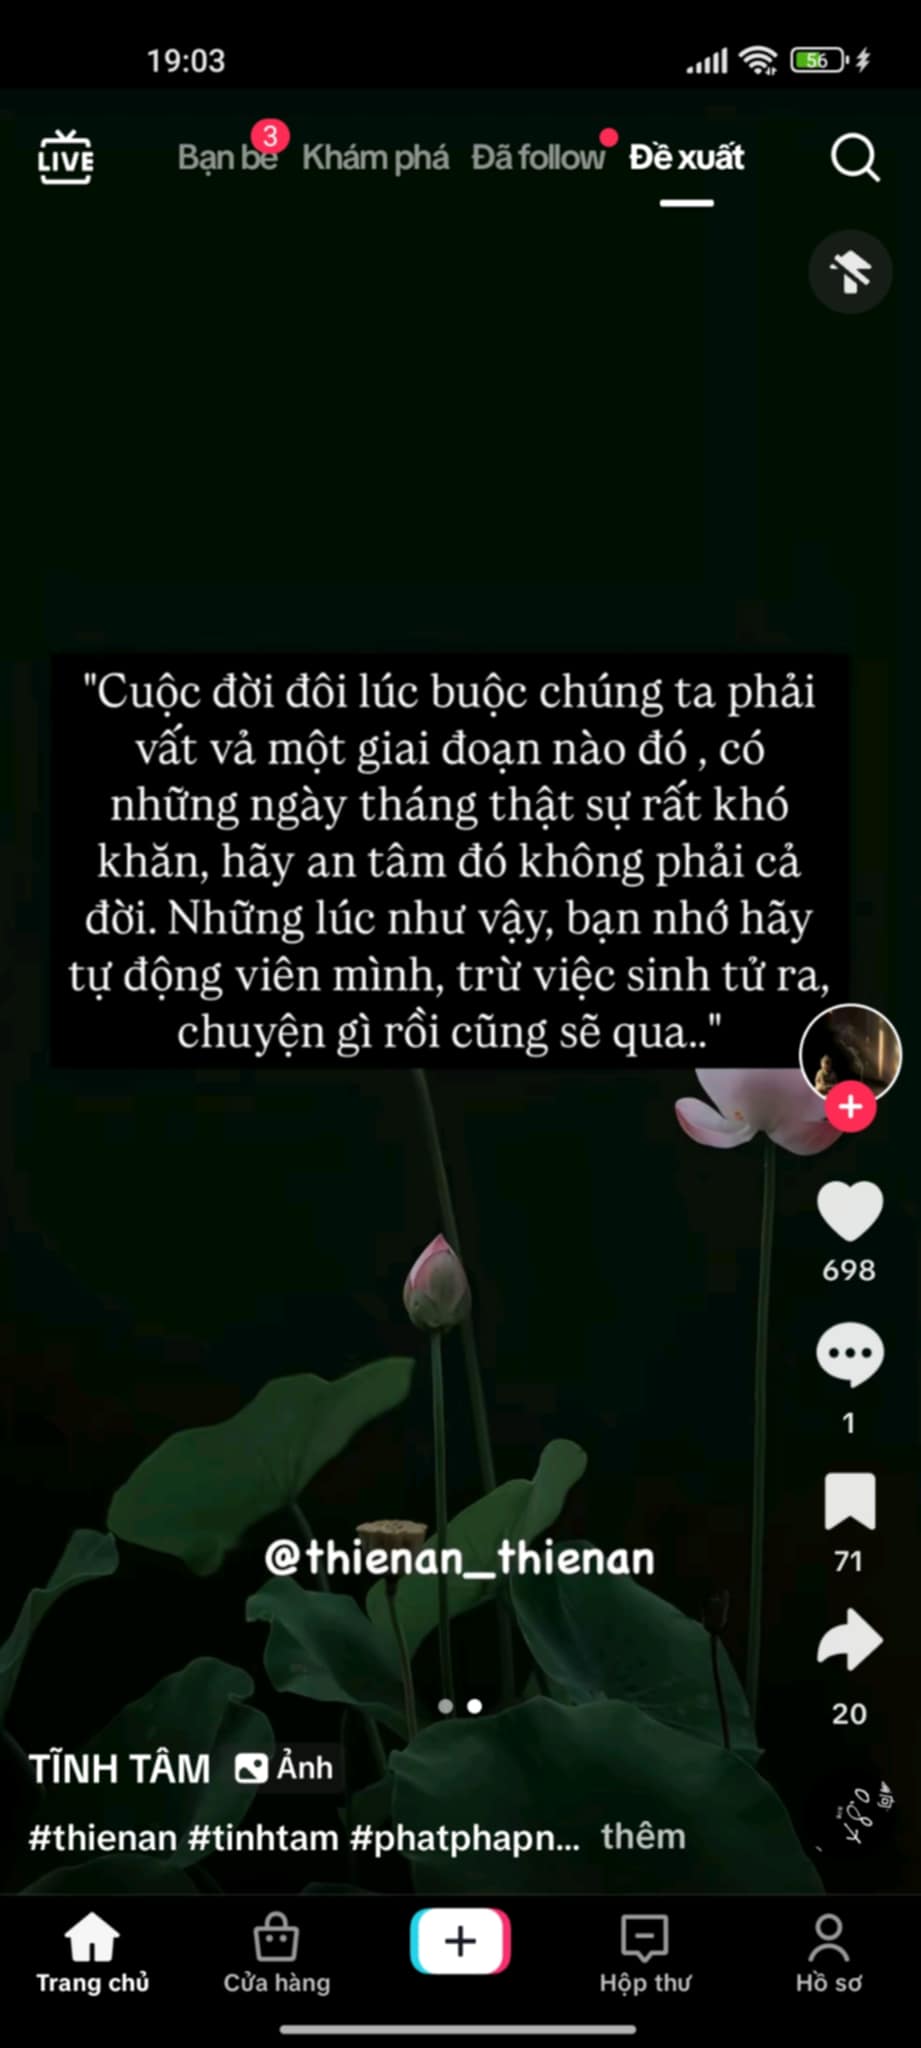 19:03
56
LIVE
Bạn bè 3 Khám phá Đã follow Đề xuất
"Cuộc đời đôi lúc buộc chúng ta phải
vất vả một giai đoạn nào đó , có
những ngày tháng thật sự rất khó
khăn, hãy an tâm đó không phải cả
đời. Những lúc như vậy, bạn nhớ hãy
tự động viên mình, trừ việc sinh tử ra,
chuyện gì rồi cũng sẽ qua.."
698
1
71
20
@thienan_thienan
TĨNH TÂM Ảnh
#thienan #tinhtam #phatphapn... thêm
Trang chủ Cửa hàng Hộp thư Hồ sơ